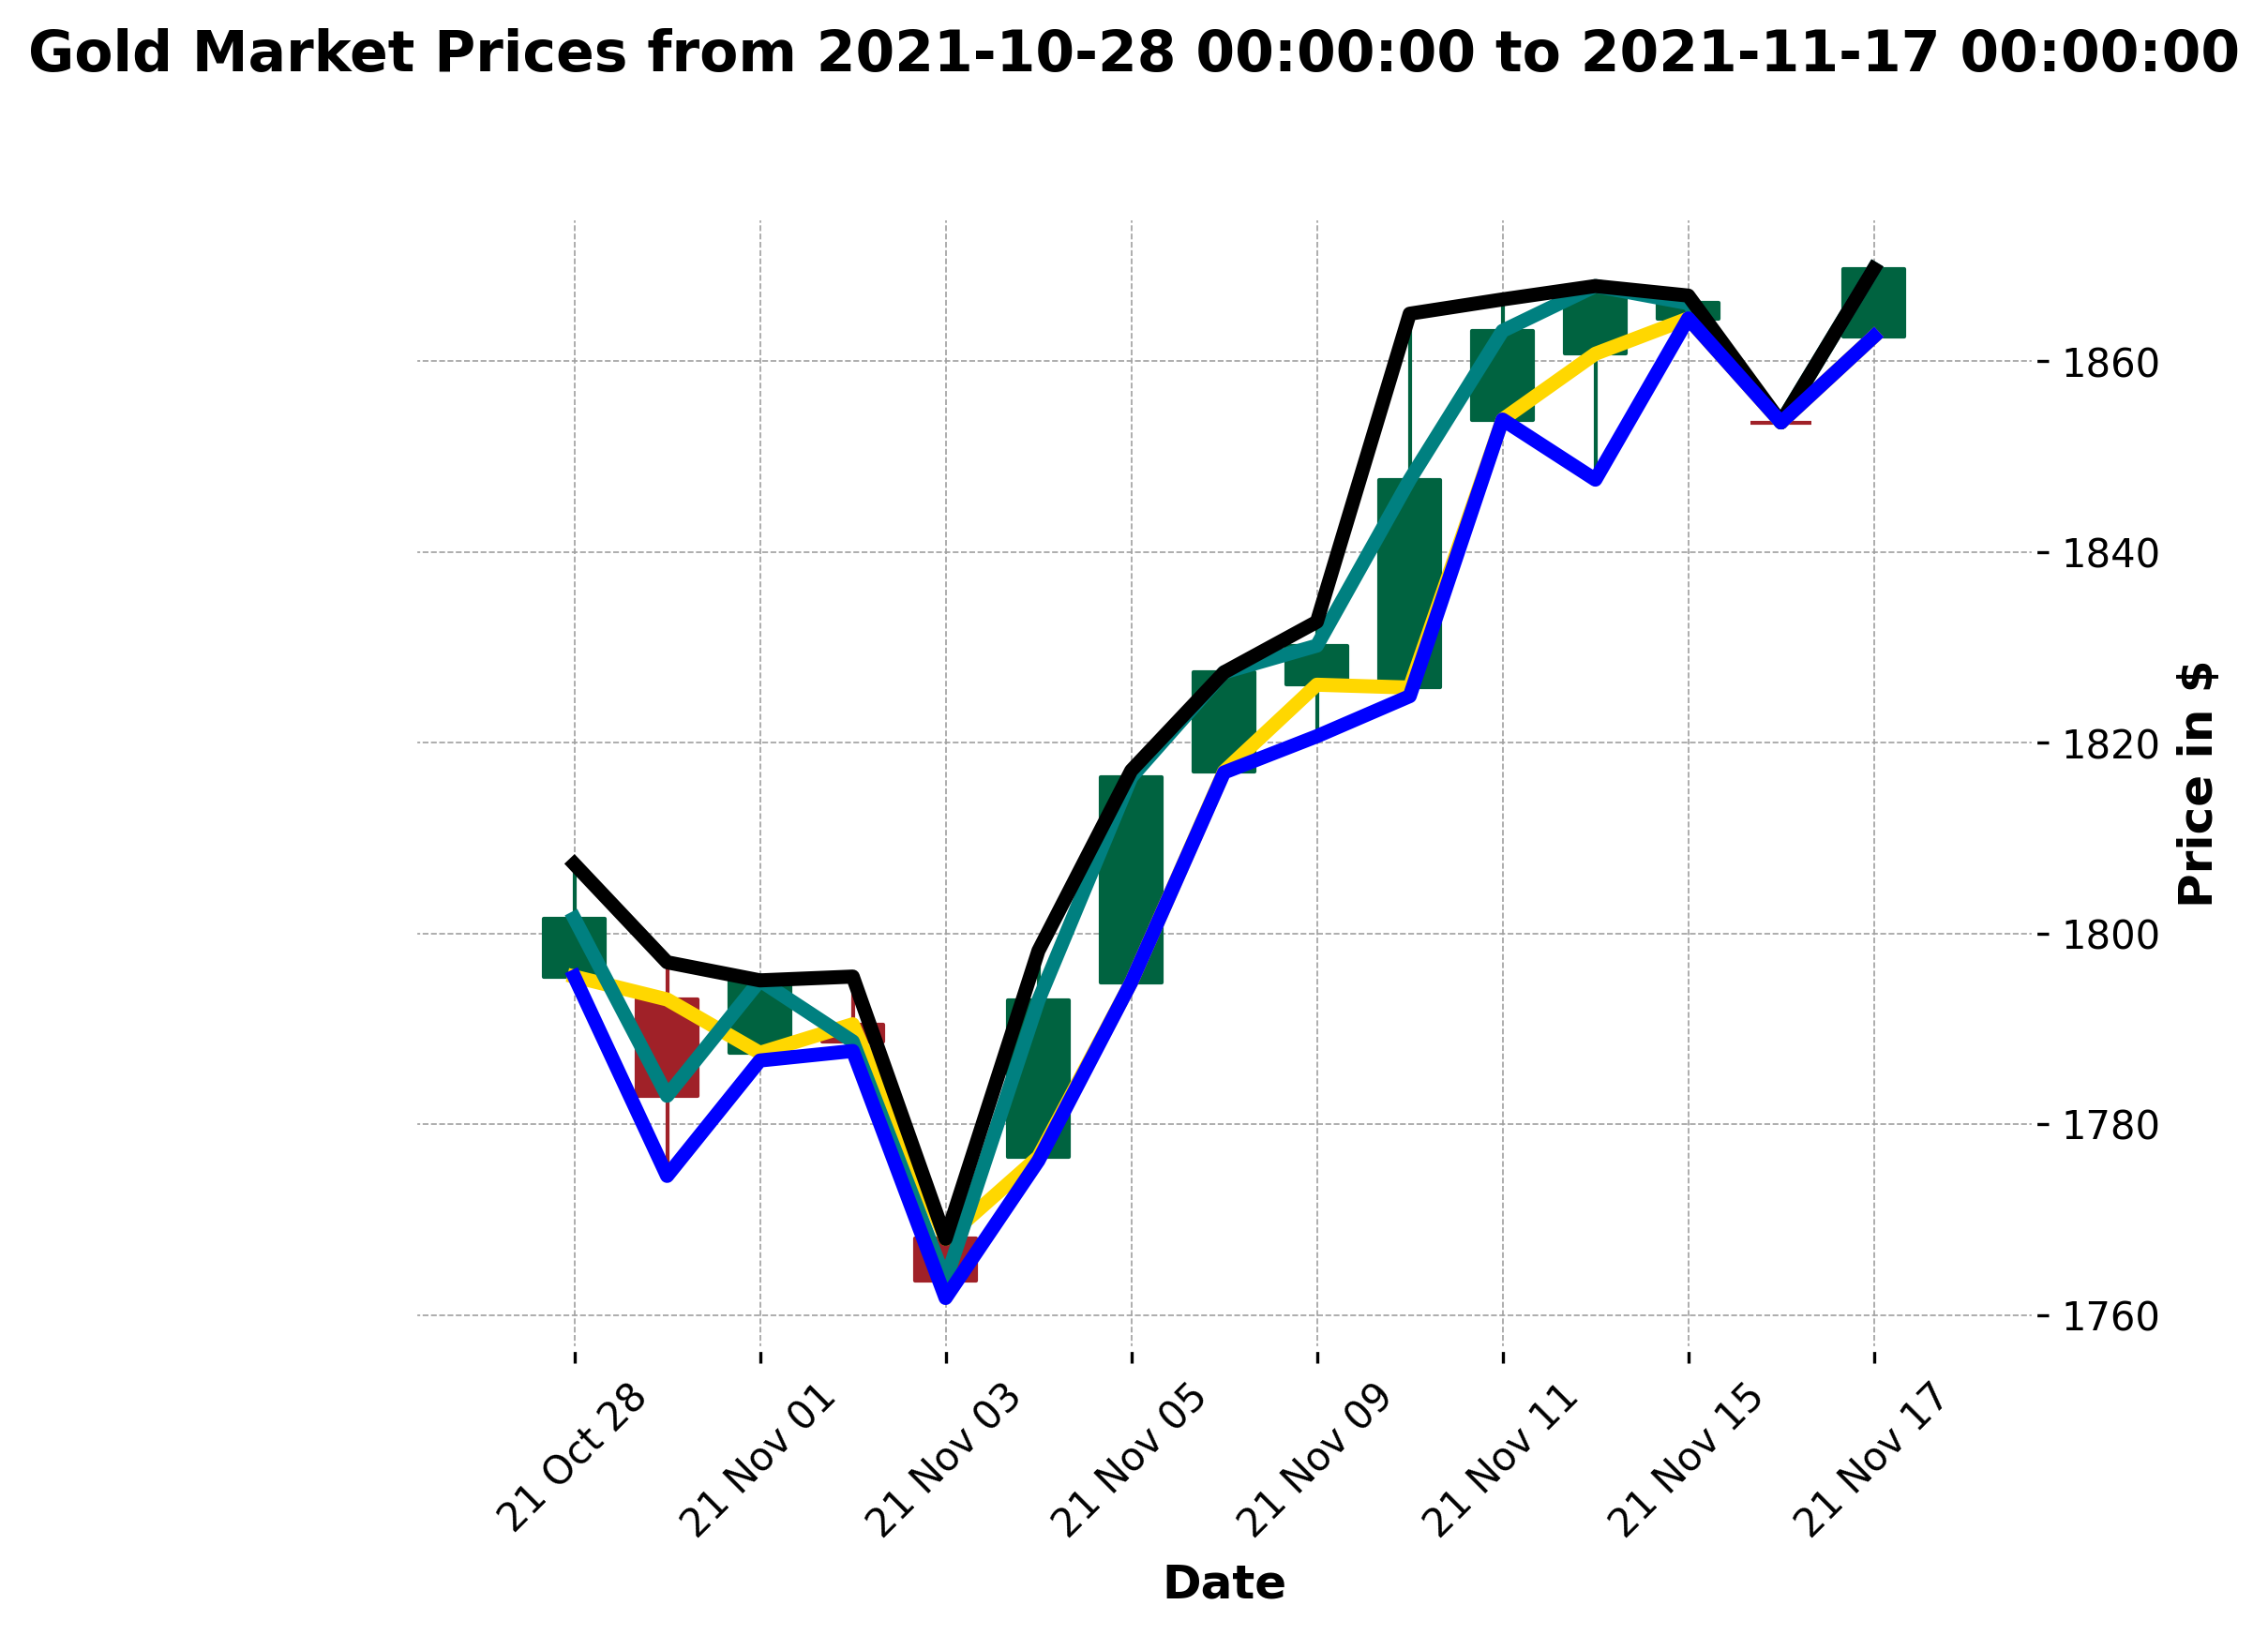 Gold Market Prices from 2021-10-28 00:00:00 to 2021-11-17 00:00:00
1860
1840
1820
1800
1780
1760
Price in $
21 Oct 28
21 Nov 01
21 Nov 03
21 Nov 05
21 Nov 09
21 Nov 11
21 Nov 15
21 Nov 17
Date